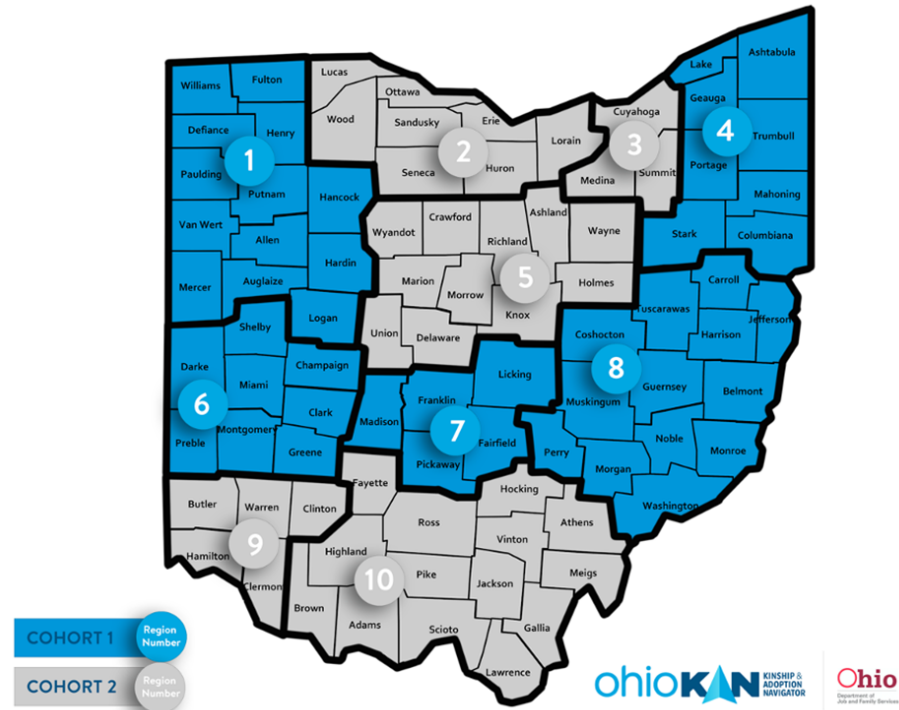 Williams
Fulton
Lucas
Ottawa
Wood
Sandusky
Erie
Lorain
Defiance
Henry
1
2
Seneca
Huron
Paulding
Putnam
Hancock
Cuyahoga
3
Medina
Summit
Lake
Ashtabula
Geauga
4
Trumbull
Portage
Mahoning
Stark
Columbiana
Van Wert
Allen
Hardin
Mercer
Auglaize
Logan
Wyandot
Crawford
Ashland
Richland
Wayne
Marion
Morrow
5
Holmes
Knox
Union
Delaware
Shelby
Darke
Champaign
Miami
6
Clark
Preble
Montgomery
Greene
Madison
Franklin
Licking
7
Fairfield
Pickaway
Carroll
Tuscarawas
Jefferson
Coshocton
Harrison
8
Guernsey
Belmont
Muskingum
Noble
Perry
Morgan
Monroe
Washington
Butler
Warren
Clinton
9
Hamilton
Clermon
Fayette
Hocking
Ross
Athens
Vinton
Highland
10
Pike
Jackson
Meigs
Brown
Adams
Scioto
Gallia
Lawrence
COHORT 1
Region
Number
COHORT 2
Region
Number
ohioKAN
KINSHIP &
ADOPTION
NAVIGATOR
Ohio
Department of
Job and Family Services